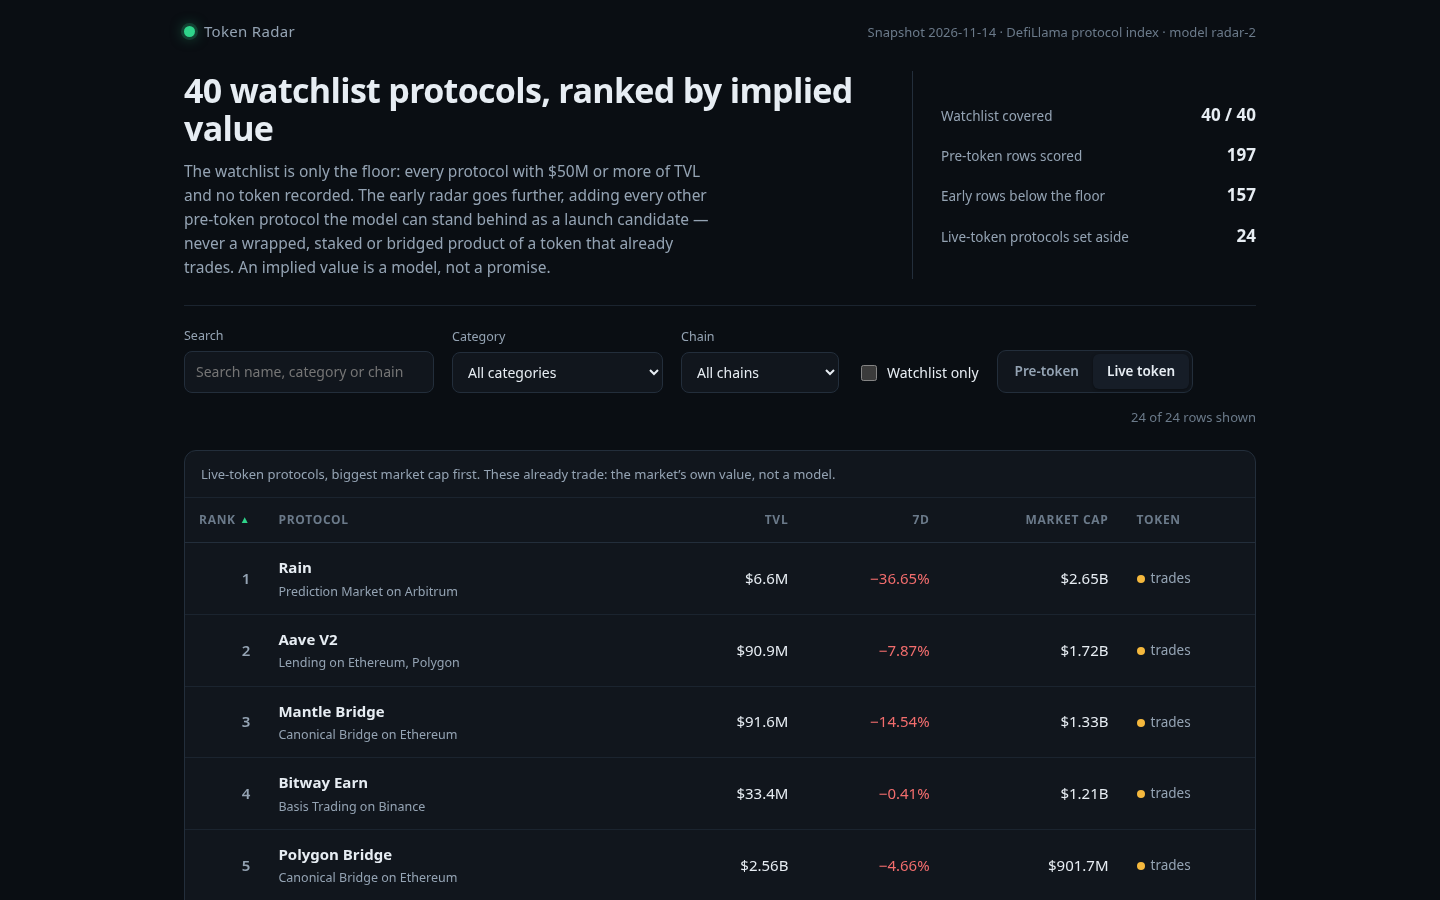 Token Radar
Snapshot 2026-11-14 · DefiLlama protocol index · model radar-2
40 watchlist protocols, ranked by implied
value
The watchlist is only the floor: every protocol with $50M or more of TVL
and no token recorded. The early radar goes further, adding every other
pre-token protocol the model can stand behind as a launch candidate —
never a wrapped, staked or bridged product of a token that already
trades. An implied value is a model, not a promise.
Watchlist covered 40 / 40
Pre-token rows scored 197
Early rows below the floor 157
Live-token protocols set aside 24
Search
Category
Chain
Search name, category or chain
All categories
All chains
Watchlist only
Pre-token
Live token
24 of 24 rows shown
Live-token protocols, biggest market cap first. These already trade: the market’s own value, not a model.
RANK ▲ PROTOCOL TVL 7D MARKET CAP TOKEN
1 Rain $6.6M −36.65% $2.65B trades
Prediction Market on Arbitrum
2 Aave V2 $90.9M −7.87% $1.72B trades
Lending on Ethereum, Polygon
3 Mantle Bridge $91.6M −14.54% $1.33B trades
Canonical Bridge on Ethereum
4 Bitway Earn $33.4M −0.41% $1.21B trades
Basis Trading on Binance
5 Polygon Bridge $2.56B −4.66% $901.7M trades
Canonical Bridge on Ethereum